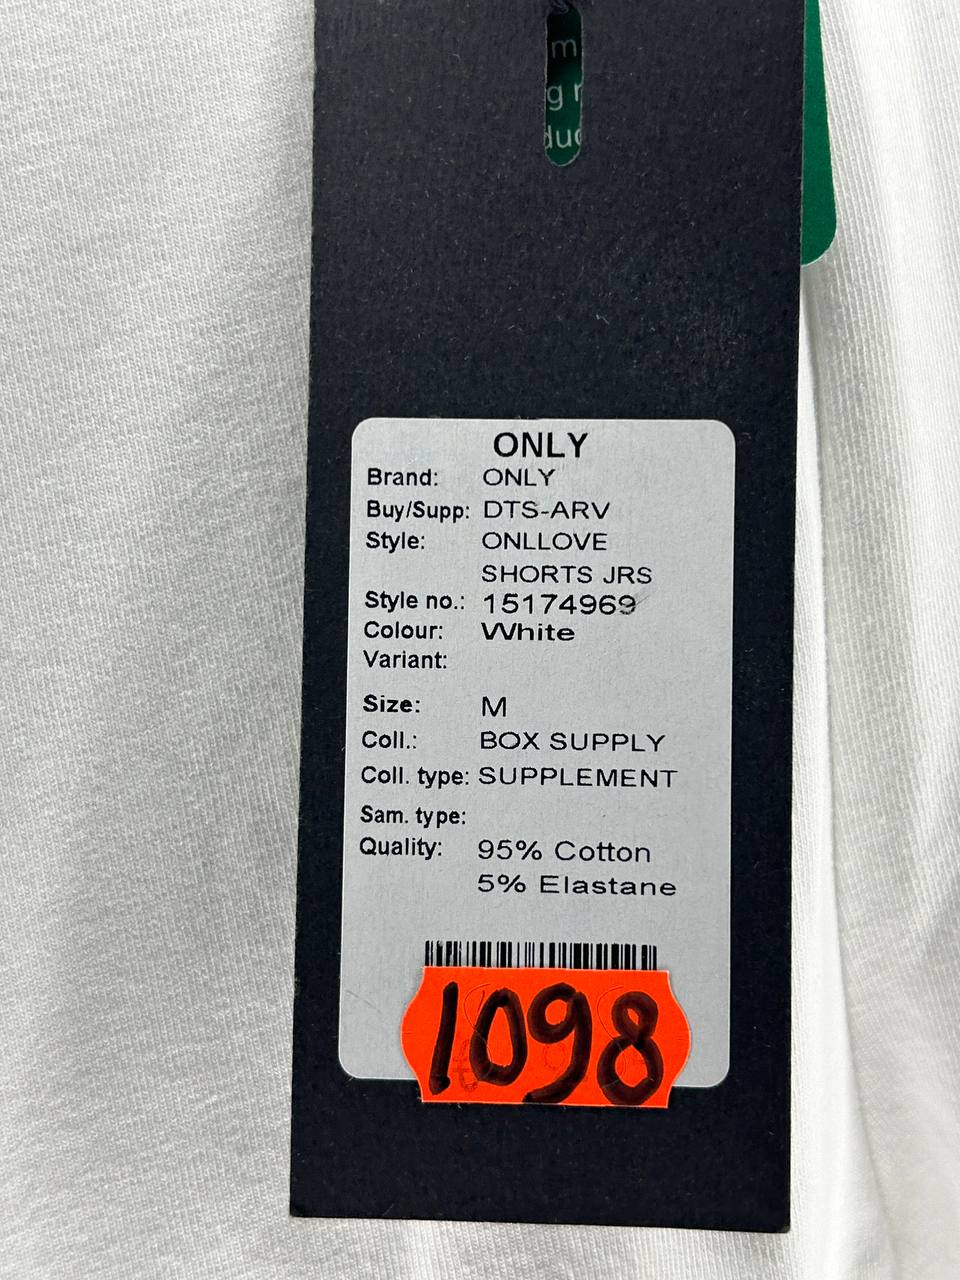 m
g r
duc
ONLY
Brand: ONLY
Buy/Supp: DTS-ARV
Style: ONLLOVE
SHORTS JRS
Style no.: 15174969
Colour: White
Variant:
Size: M
Coll.: BOX SUPPLY
Coll. type: SUPPLEMENT
Sam. type:
Quality: 95% Cotton
5% Elastane
1098